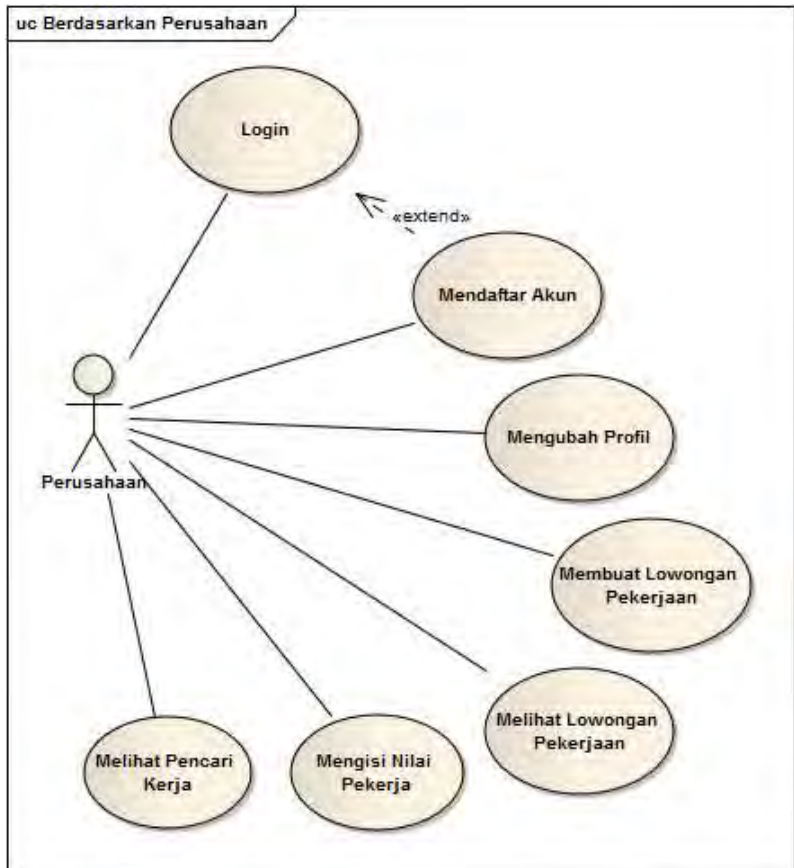 uc Berdasarkan Perusahaan
Login
«extend»
Mendaftar Akun
Mengubah Profil
Perusahaan
Membuat Lowongan
Pekerjaan
Melihat Lowongan
Pekerjaan
Mengisi Nilai
Pekerja
Melihat Pencari
Kerja